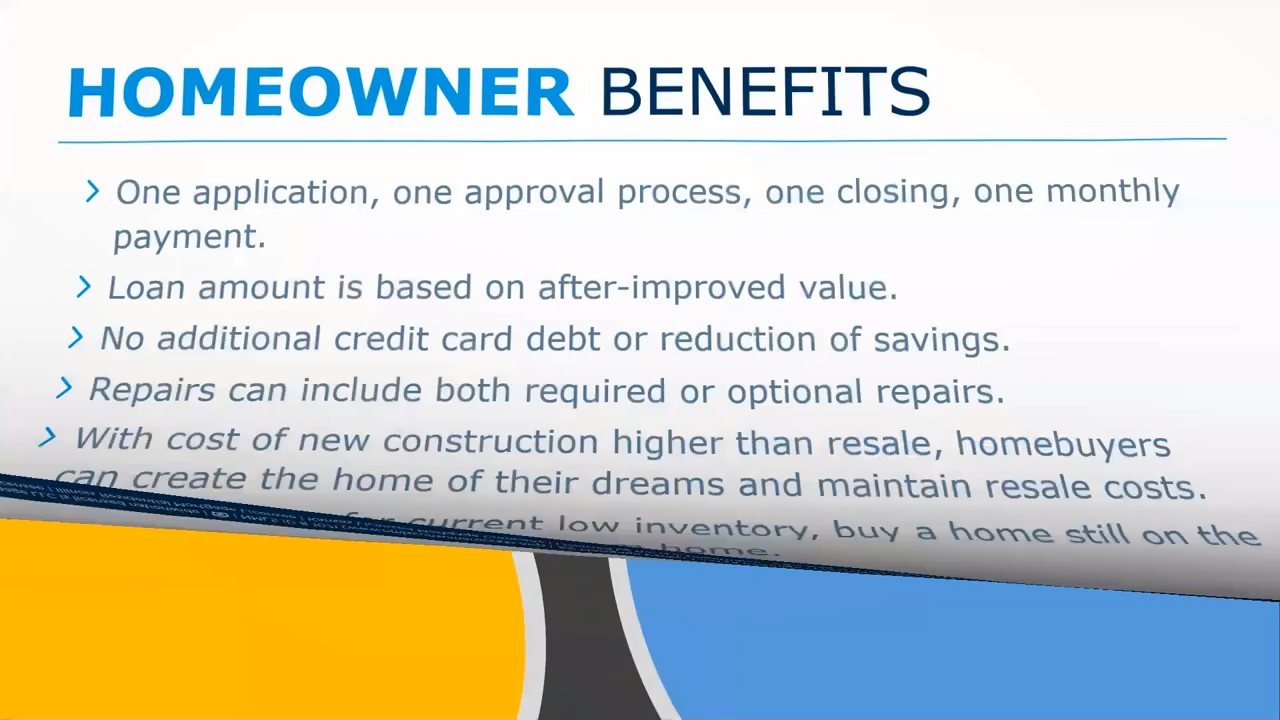 HOMEOWNER BENEFITS
One application, one approval process, one closing, one monthly
payment.
Loan amount is based on after-improved value.
No additional credit card debt or reduction of savings.
Repairs can include both required or optional repairs.
With cost of new construction higher than resale, homebuyers
can create the home of their dreams and maintain resale costs.
for current low inventory, buy a home still on the
home.